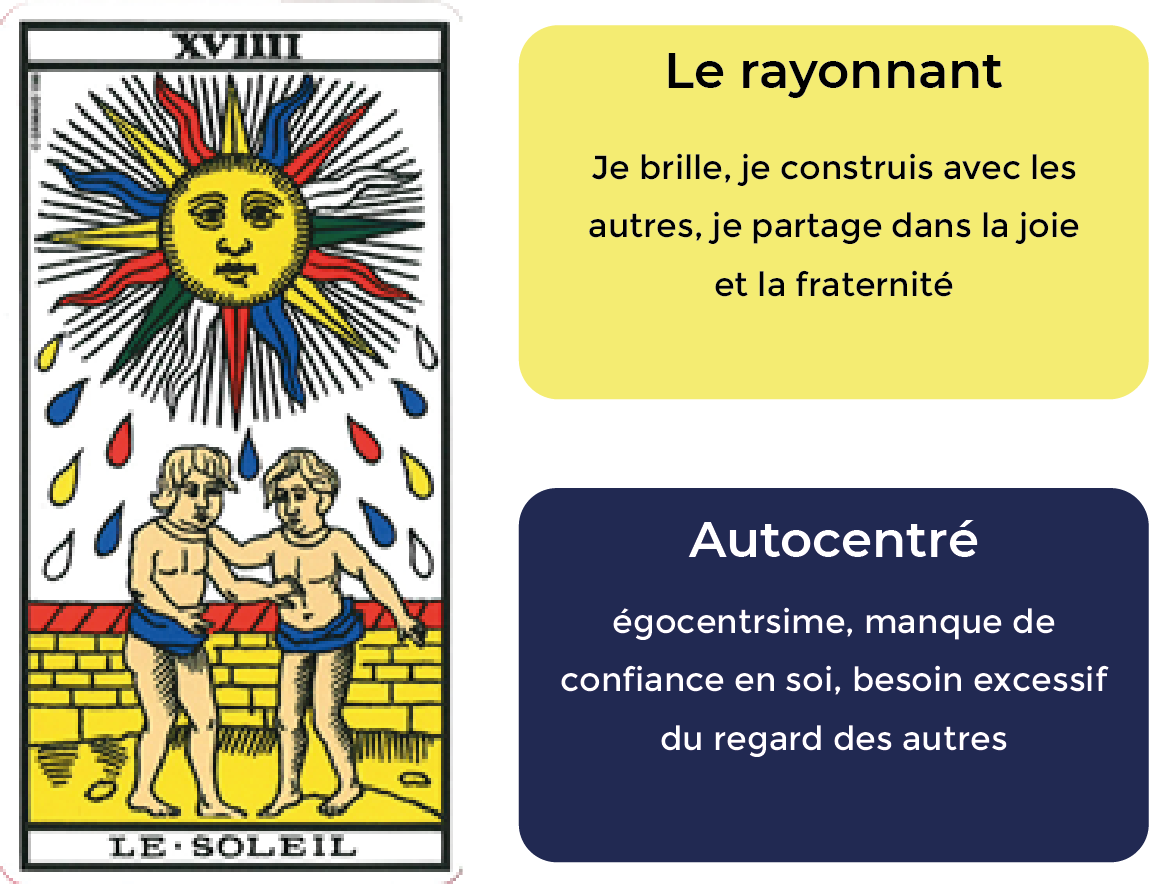 XVIIII
Le rayonnant
Je brille, je construis avec les
autres, je partage dans la joie
et la fraternité
Autocentré
égocentrsime, manque de
confiance en soi, besoin excessif
du regard des autres
LE·SOLEIL